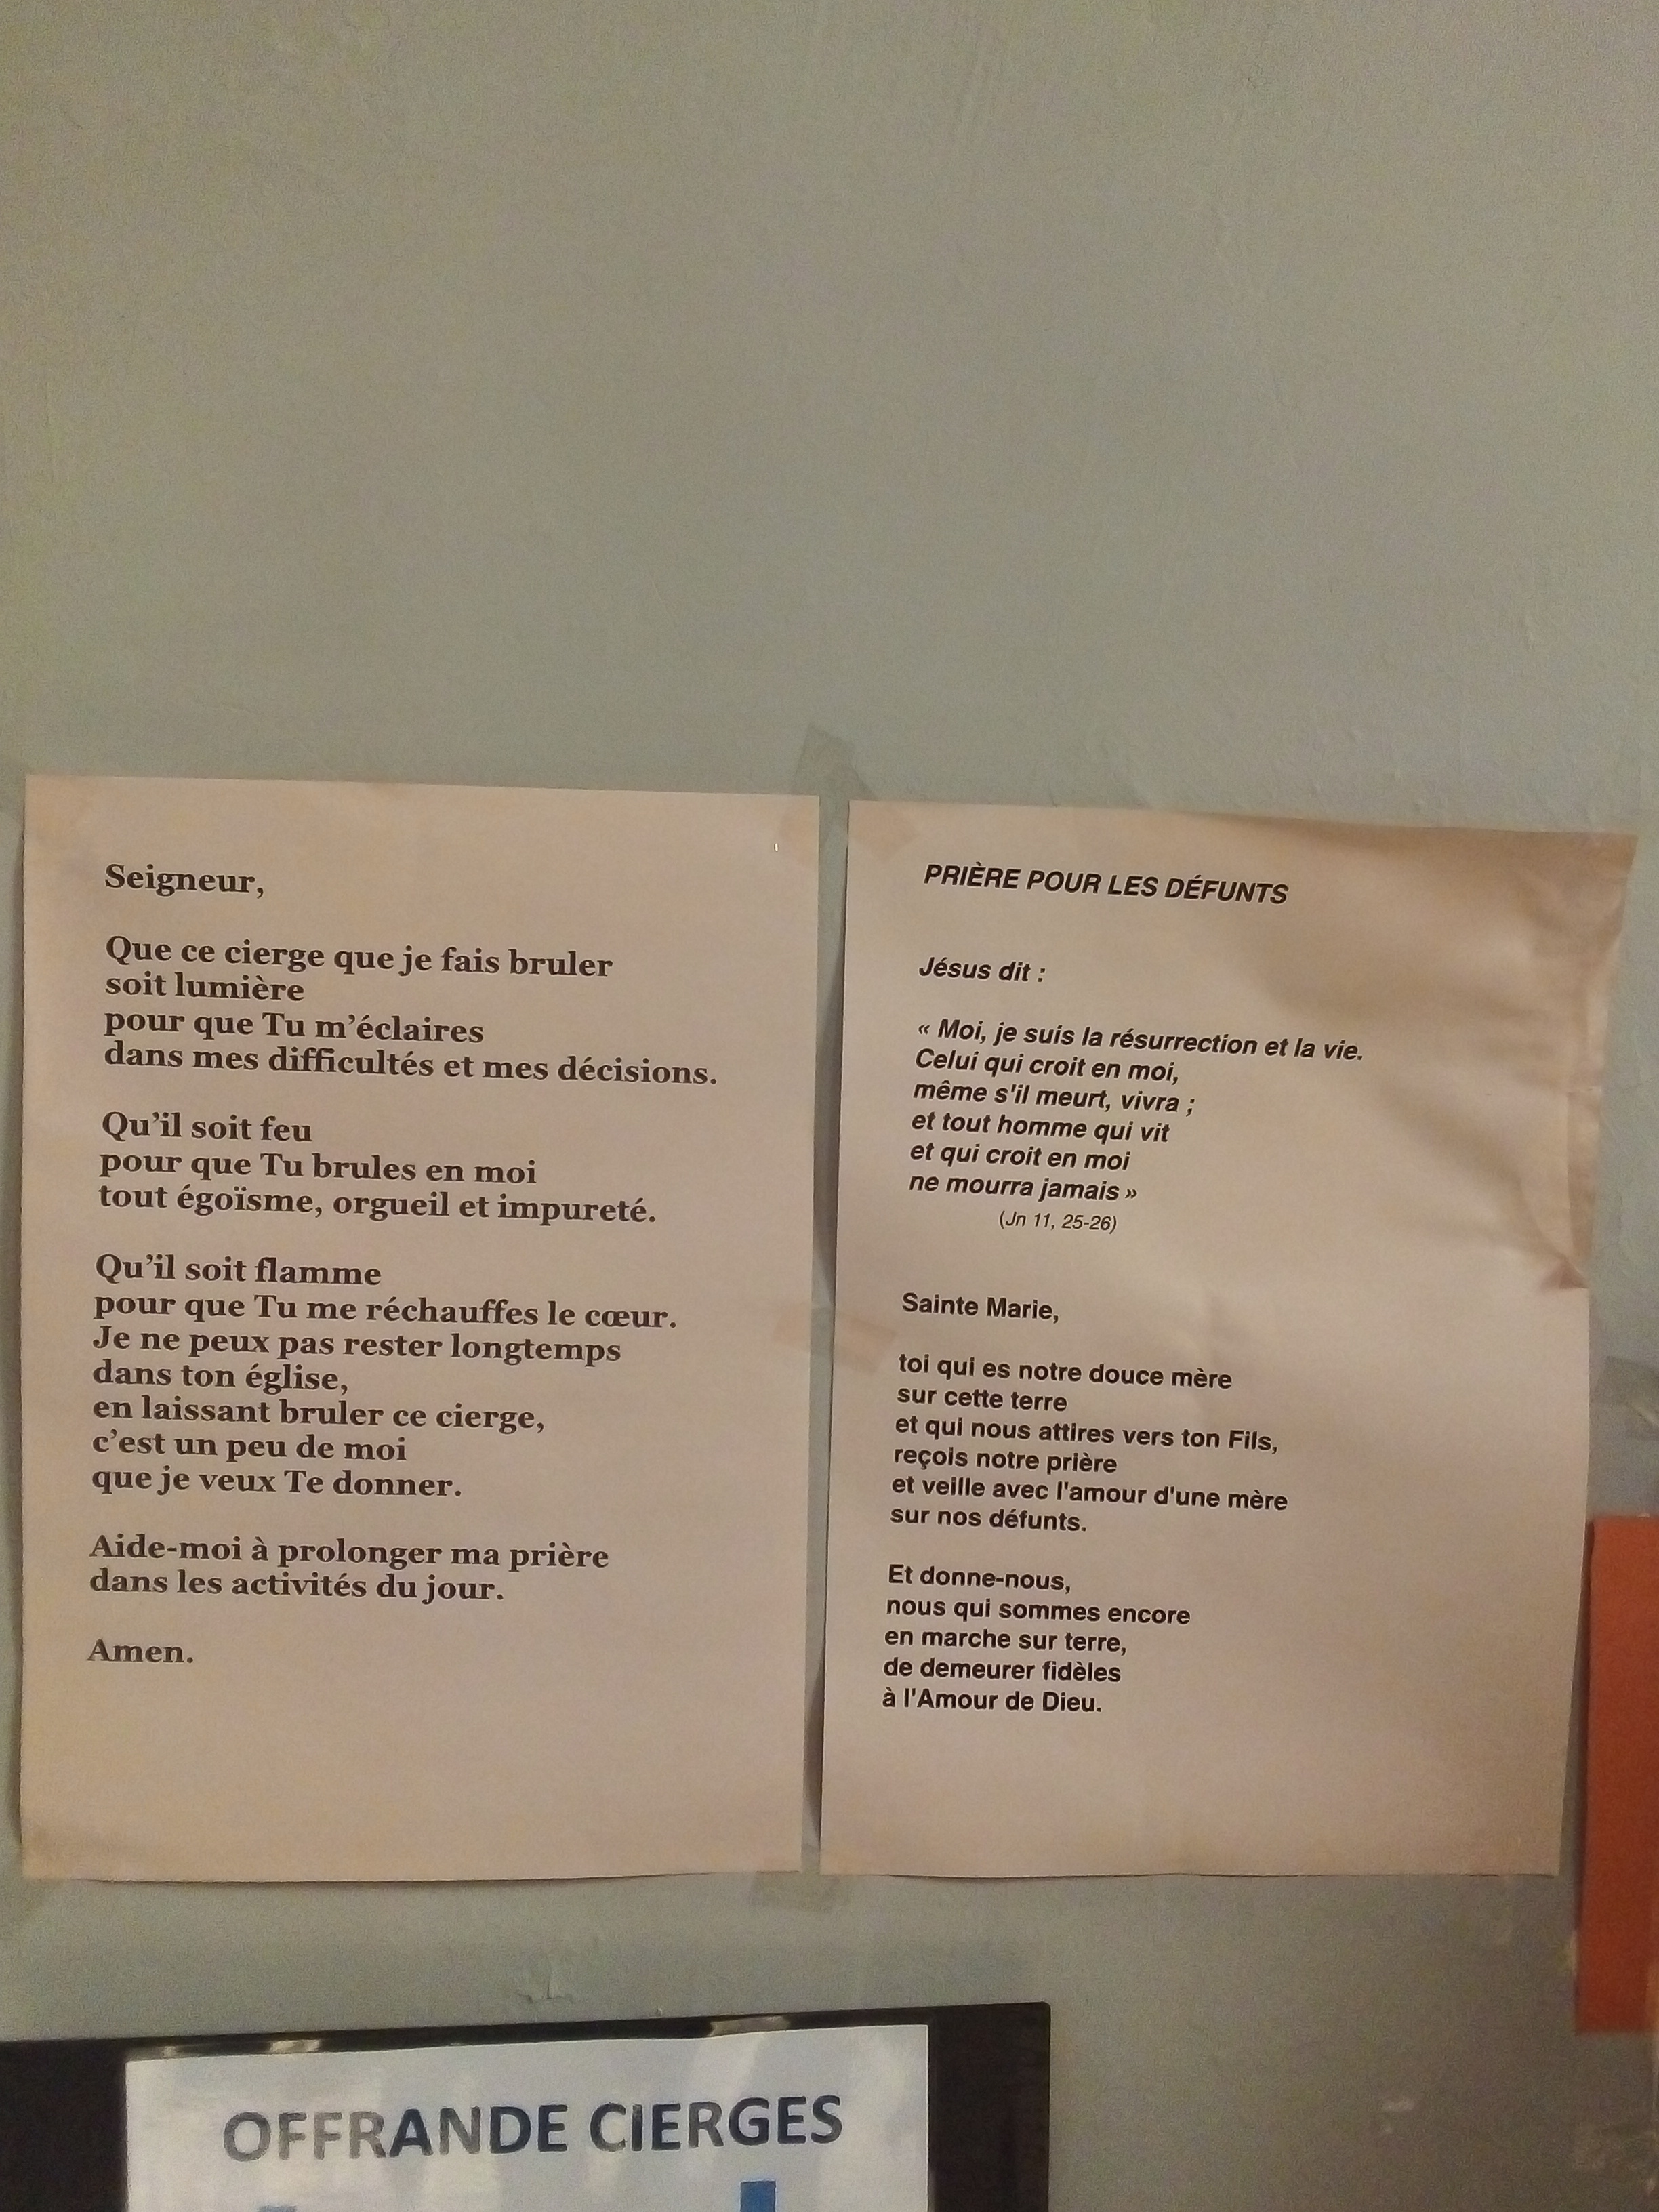 Seigneur,
Que ce cierge que je fais bruler
soit lumière
pour que Tu m'éclaires
dans mes difficultés et mes décisions.
Qu'il soit feu
pour que Tu brules en moi
tout égoïsme, orgueil et impureté.
Qu'il soit flamme
pour que Tu me réchauffes le cœur.
Je ne peux pas rester longtemps
dans ton église,
en laissant bruler ce cierge,
c'est un peu de moi
que je veux Te donner.
Aide-moi à prolonger ma prière
dans les activités du jour.
Amen.
PRIÈRE POUR LES DÉFUNTS
Jésus dit :
« Moi, je suis la résurrection et la vie.
Celui qui croit en moi,
même s'il meurt, vivra ;
et tout homme qui vit
et qui croit en moi
ne mourra jamais »
(Jn 11, 25-26)
Sainte Marie,
toi qui es notre douce mère
sur cette terre
et qui nous attires vers ton Fils,
reçois notre prière
et veille avec l'amour d'une mère
sur nos défunts.
Et donne-nous,
nous qui sommes encore
en marche sur terre,
de demeurer fidèles
à l'Amour de Dieu.
OFFRANDE CIERGES